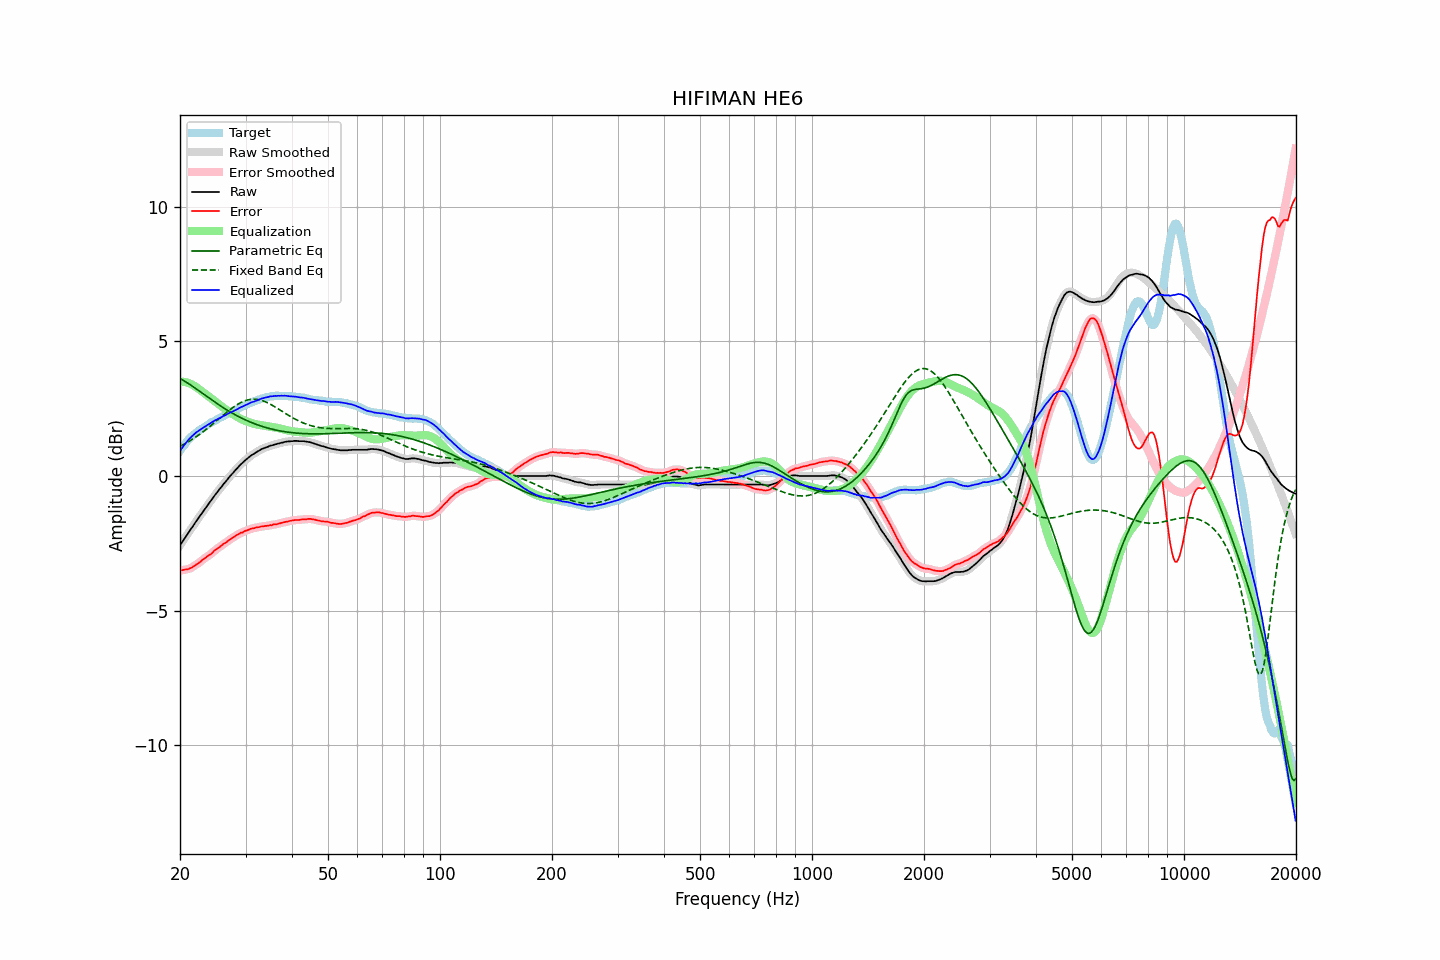 HIFIMAN HE6
Target
Raw Smoothed
Error Smoothed
Raw
Error
Equalization
Parametric Eq
Fixed Band Eq
Equalized
10
5
0
−5
−10
Amplitude (dBr)
20 50 100 200 500 1000 2000 5000 10000 20000
Frequency (Hz)